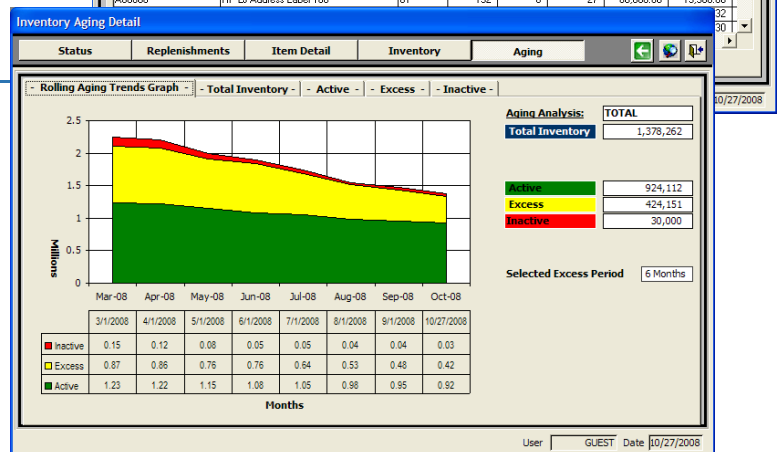 HP LJ Address Label 100
Inventory Aging Detail
Status Replenishments Item Detail Inventory Aging
10/27/2008
- Rolling Aging Trends Graph - - Total Inventory - - Active - - Excess - - Inactive -
Aging Analysis: TOTAL
Total Inventory 1,378,262
Active 924,112
Excess 424,151
Inactive 30,000
Selected Excess Period 6 Months
2.5
2
1.5
1
0.5
0
Millions
Mar-08 Apr-08 May-08 Jun-08 Jul-08 Aug-08 Sep-08 Oct-08
3/1/2008 4/1/2008 5/1/2008 6/1/2008 7/1/2008 8/1/2008 9/1/2008 10/27/2008
Inactive 0.15 0.12 0.08 0.05 0.05 0.04 0.04 0.03
Excess 0.87 0.86 0.76 0.76 0.64 0.53 0.48 0.42
Active 1.23 1.22 1.15 1.08 1.05 0.98 0.95 0.92
Months
User GUEST Date 10/27/2008